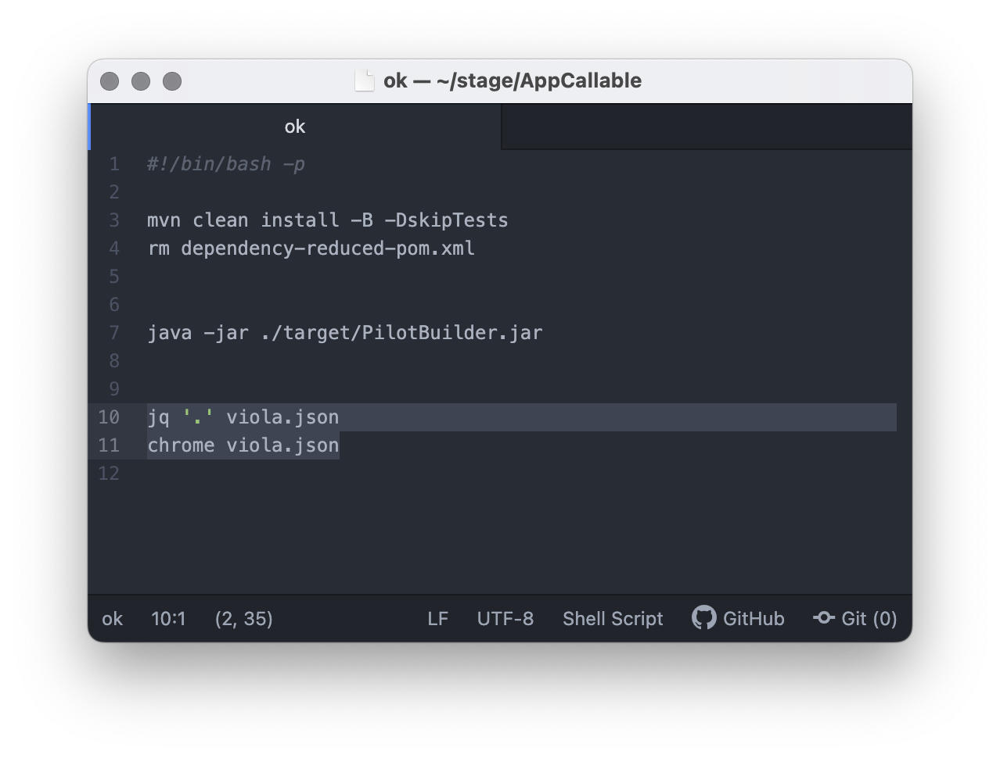 ok — ~/stage/AppCallable
ok
1 #!/bin/bash -p
2
3 mvn clean install -B -DskipTests
4 rm dependency-reduced-pom.xml
5
6
7 java -jar ./target/PilotBuilder.jar
8
9
10 jq '.' viola.json
11 chrome viola.json
12
ok 10:1 (2, 35) LF UTF-8 Shell Script GitHub Git (0)